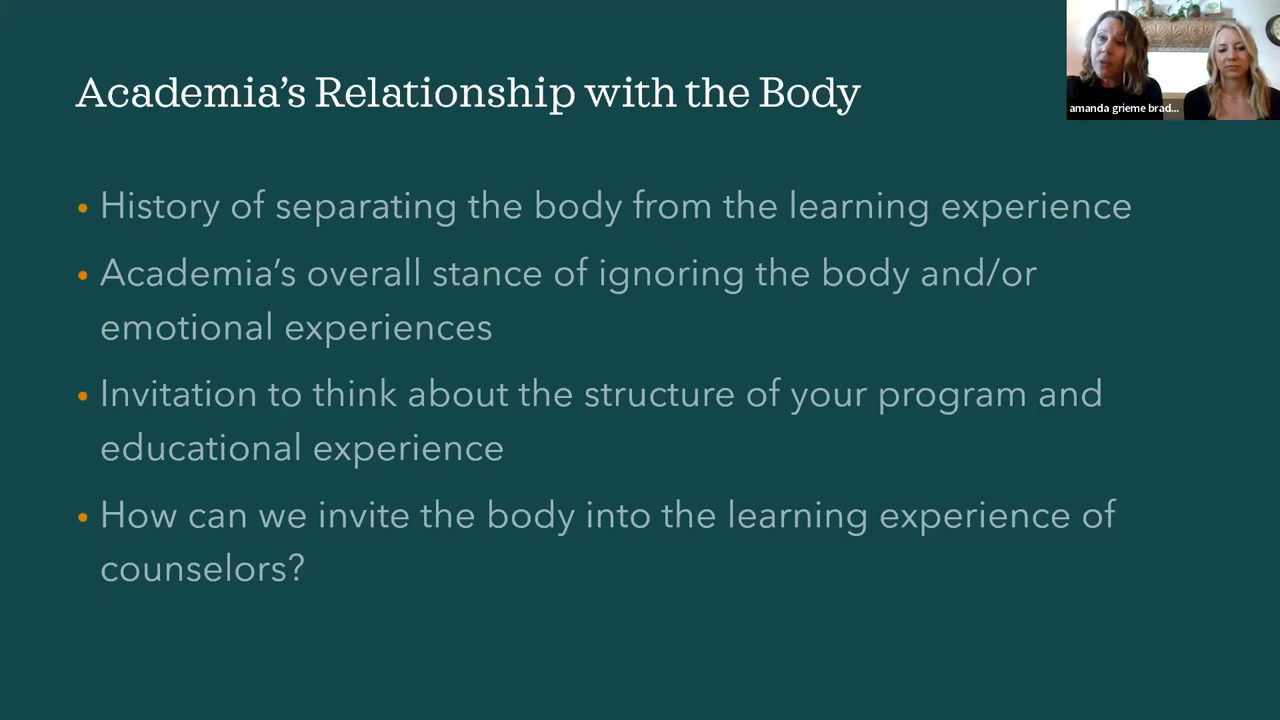 Academia’s Relationship with the Body
amanda grieme brad...
• History of separating the body from the learning experience
• Academia’s overall stance of ignoring the body and/or
emotional experiences
• Invitation to think about the structure of your program and
educational experience
• How can we invite the body into the learning experience of
counselors?